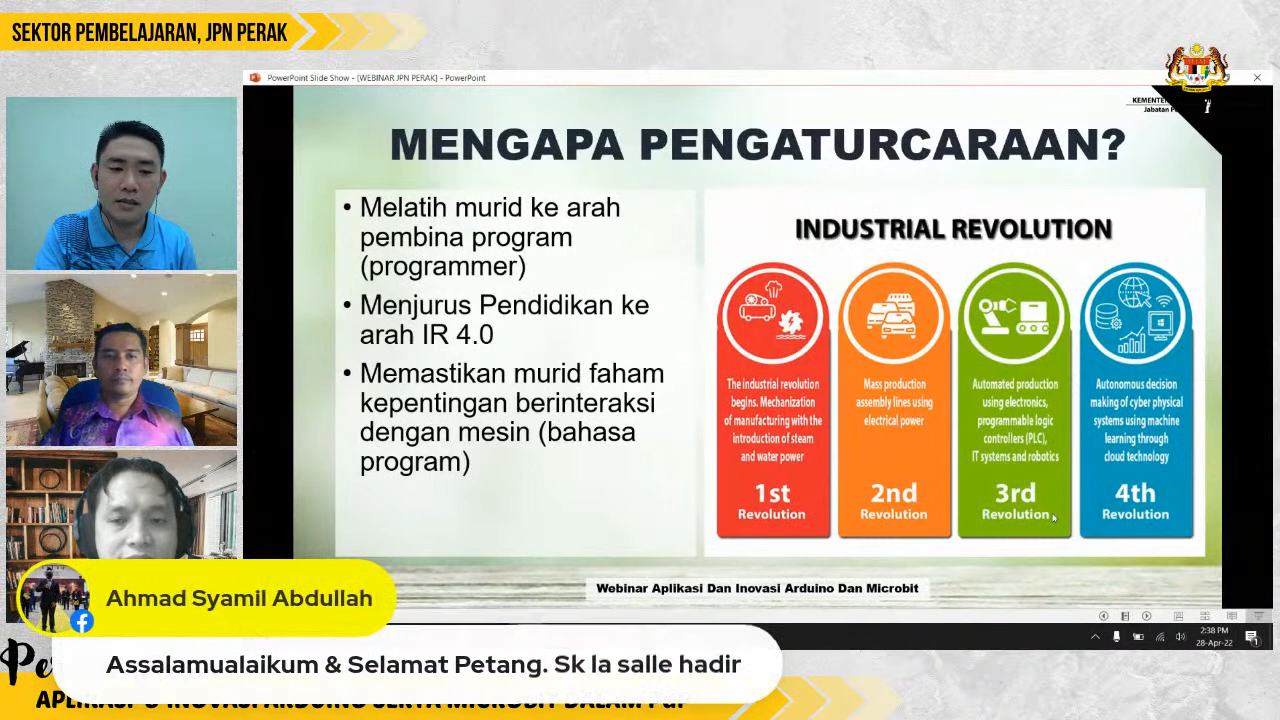 SEKTOR PEMBELAJARAN, JPN PERAK
PowerPoint Slide Show - [WEBINAR JPN PERAK] - PowerPoint
MENGAPA PENGATURCARAAN?
• Melatih murid ke arah
pembina program
(programmer)
• Menjurus Pendidikan ke
arah IR 4.0
• Memastikan murid faham
kepentingan berinteraksi
dengan mesin (bahasa
program)
INDUSTRIAL REVOLUTION
The industrial revolution
begins. Mechanization
of manufacturing with the
introduction of steam
and water power
1st
Revolution
Mass production
assembly lines using
electrical power
2nd
Revolution
Automated production
using electronics,
programmable logic
controllers (PLC),
IT systems and robotics
3rd
Revolution
Autonomous decision
making of cyber physical
systems using machine
learning through
cloud technology
4th
Revolution
Webinar Aplikasi Dan Inovasi Arduino Dan Microbit
2:38 PM
28-Apr-22
Ahmad Syamil Abdullah
Assalamualaikum & Selamat Petang. Sk la salle hadir